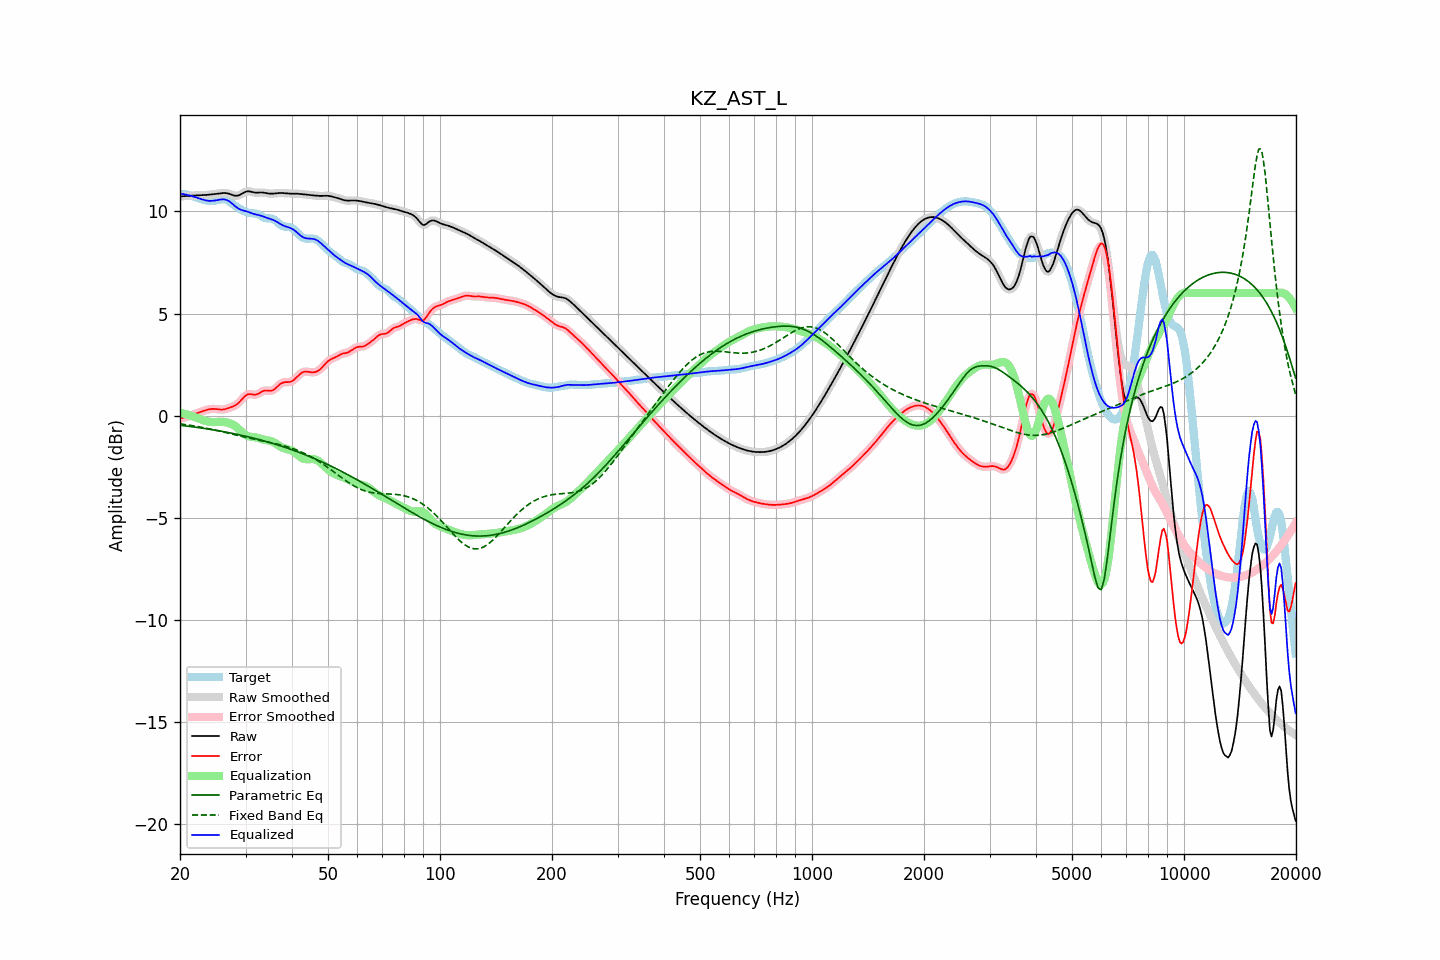 KZ_AST_L
Amplitude (dBr)
10
5
0
−5
−10
−15
−20
Target
Raw Smoothed
Error Smoothed
Raw
Error
Equalization
Parametric Eq
Fixed Band Eq
Equalized
20 50 100 200 500 1000 2000 5000 10000 20000
Frequency (Hz)